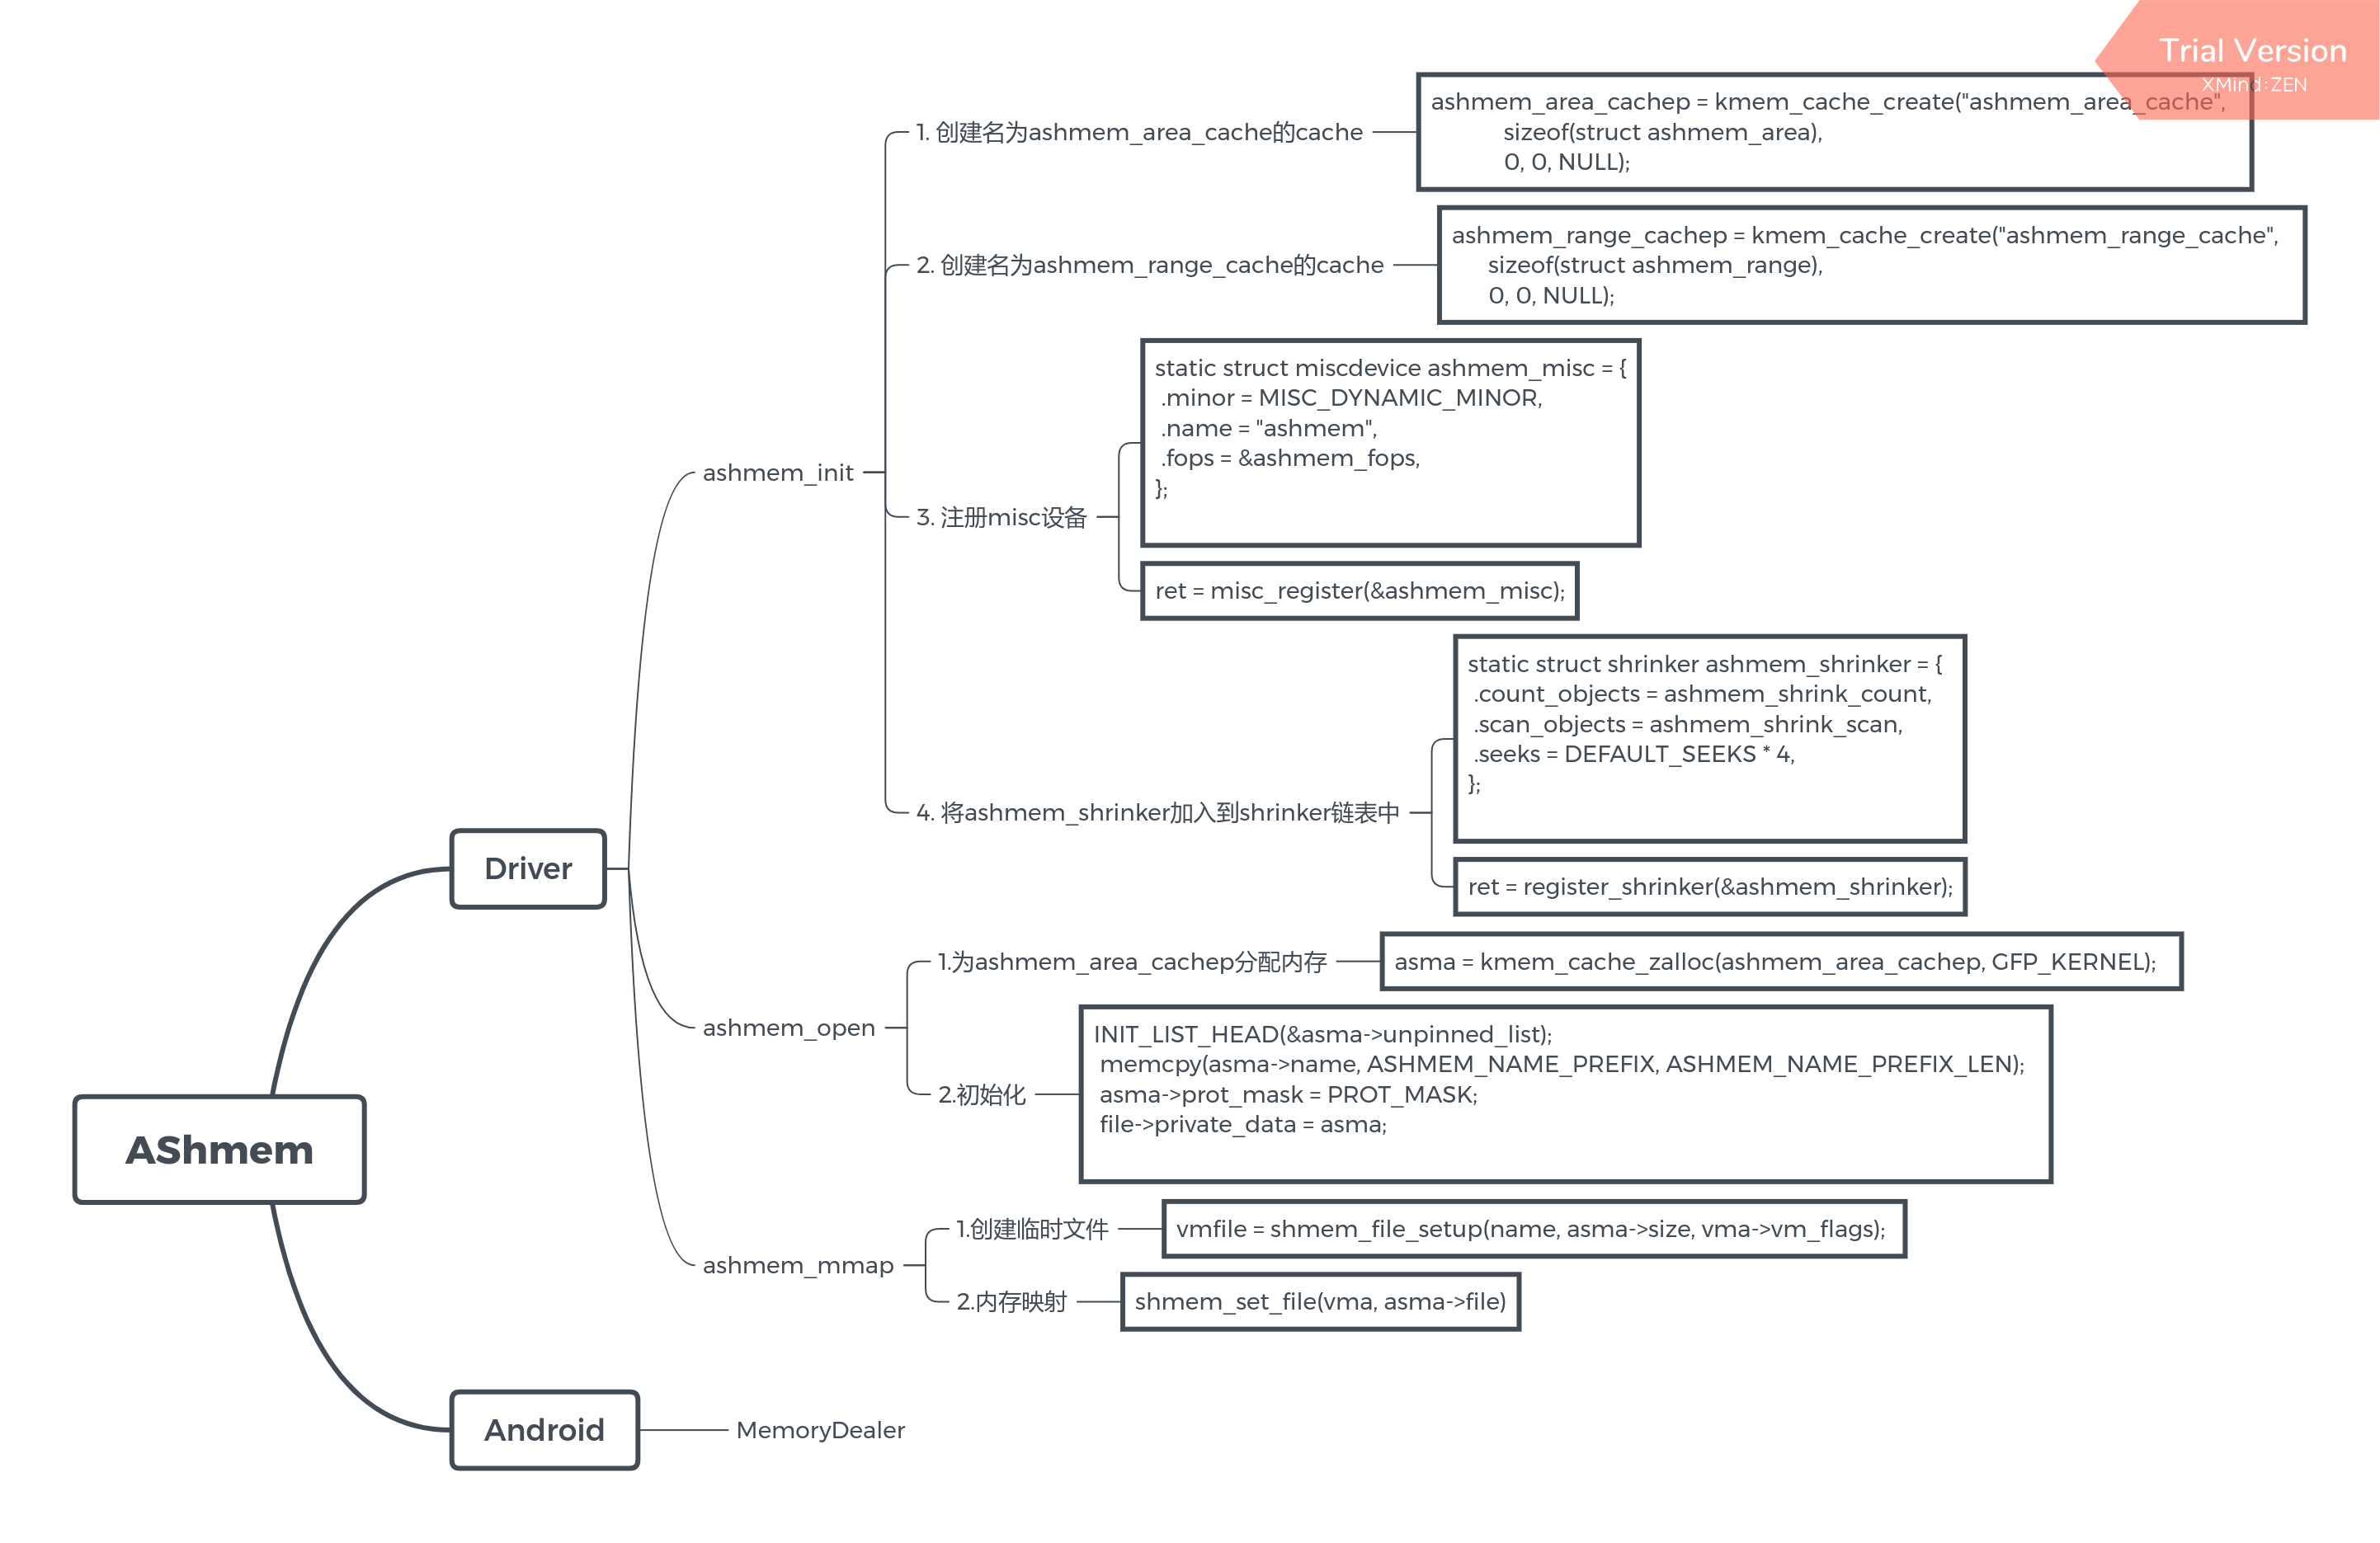 Trial Version
XMind:ZEN
AShmem
Driver
ashmem_init
1. 创建名为ashmem_area_cache的cache
ashmem_area_cachep = kmem_cache_create("ashmem_area_cache",
sizeof(struct ashmem_area),
0, 0, NULL);
2. 创建名为ashmem_range_cache的cache
ashmem_range_cachep = kmem_cache_create("ashmem_range_cache",
sizeof(struct ashmem_range),
0, 0, NULL);
3. 注册misc设备
static struct miscdevice ashmem_misc = {
.minor = MISC_DYNAMIC_MINOR,
.name = "ashmem",
.fops = &ashmem_fops,
};
ret = misc_register(&ashmem_misc);
4. 将ashmem_shrinker加入到shrinker链表中
static struct shrinker ashmem_shrinker = {
.count_objects = ashmem_shrink_count,
.scan_objects = ashmem_shrink_scan,
.seeks = DEFAULT_SEEKS * 4,
};
ret = register_shrinker(&ashmem_shrinker);
ashmem_open
1.为ashmem_area_cachep分配内存
asma = kmem_cache_zalloc(ashmem_area_cachep, GFP_KERNEL);
2.初始化
INIT_LIST_HEAD(&asma->unpinned_list);
memcpy(asma->name, ASHMEM_NAME_PREFIX, ASHMEM_NAME_PREFIX_LEN);
asma->prot_mask = PROT_MASK;
file->private_data = asma;
ashmem_mmap
1.创建临时文件
vmfile = shmem_file_setup(name, asma->size, vma->vm_flags);
2.内存映射
shmem_set_file(vma, asma->file)
Android
MemoryDealer